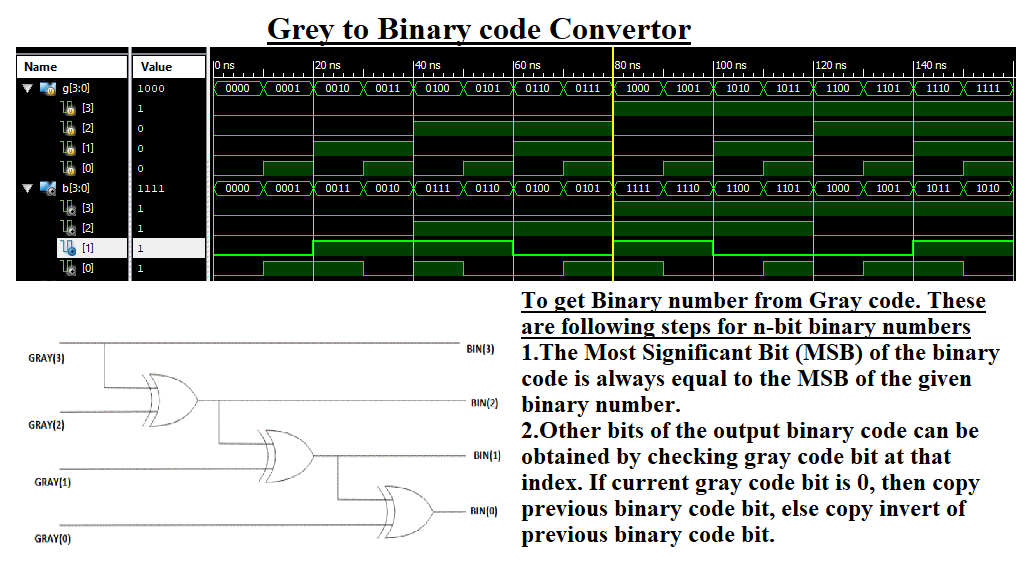 Grey to Binary code Convertor
Name Value 0 ns 20 ns 40 ns 60 ns 80 ns 100 ns 120 ns 140 ns
g[3:0] 1000 0000 0001 0010 0011 0100 0101 0110 0111 1000 1001 1010 1011 1100 1101 1110 1111
[3] 1
[2] 0
[1] 0
[0] 0
b[3:0] 1111 0000 0001 0011 0010 0111 0110 0100 0101 1111 1110 1100 1101 1000 1001 1011 1010
[3] 1
[2] 1
[1] 1
[0] 1
GRAY(3)
BIN(3)
GRAY(2)
BIN(2)
GRAY(1)
BIN(1)
GRAY(0)
BIN(0)
To get Binary number from Gray code. These
are following steps for n-bit binary numbers
1.The Most Significant Bit (MSB) of the binary
code is always equal to the MSB of the given
binary number.
2.Other bits of the output binary code can be
obtained by checking gray code bit at that
index. If current gray code bit is 0, then copy
previous binary code bit, else copy invert of
previous binary code bit.